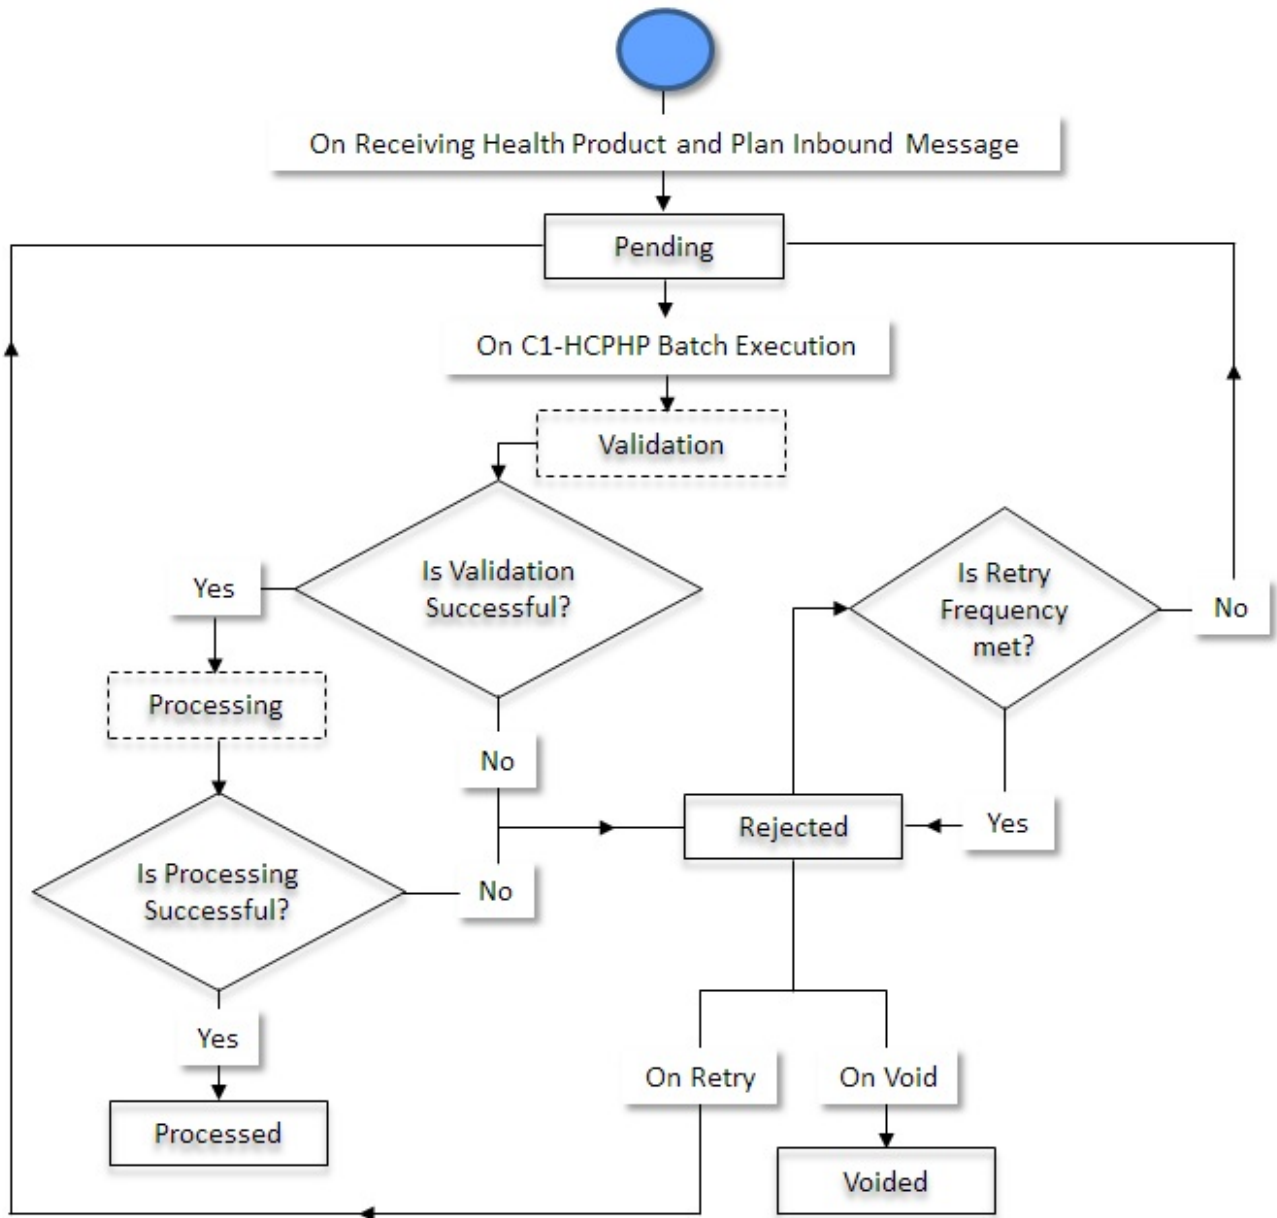 On Receiving Health Product and Plan Inbound Message
Pending
On C1-HCPHP Batch Execution
Validation
Is Validation
Successful?
Yes
Is Retry
Frequency
met?
No
Processing
No
Rejected
Yes
Is Processing
Successful?
No
Yes
On Retry
On Void
Processed
Voided